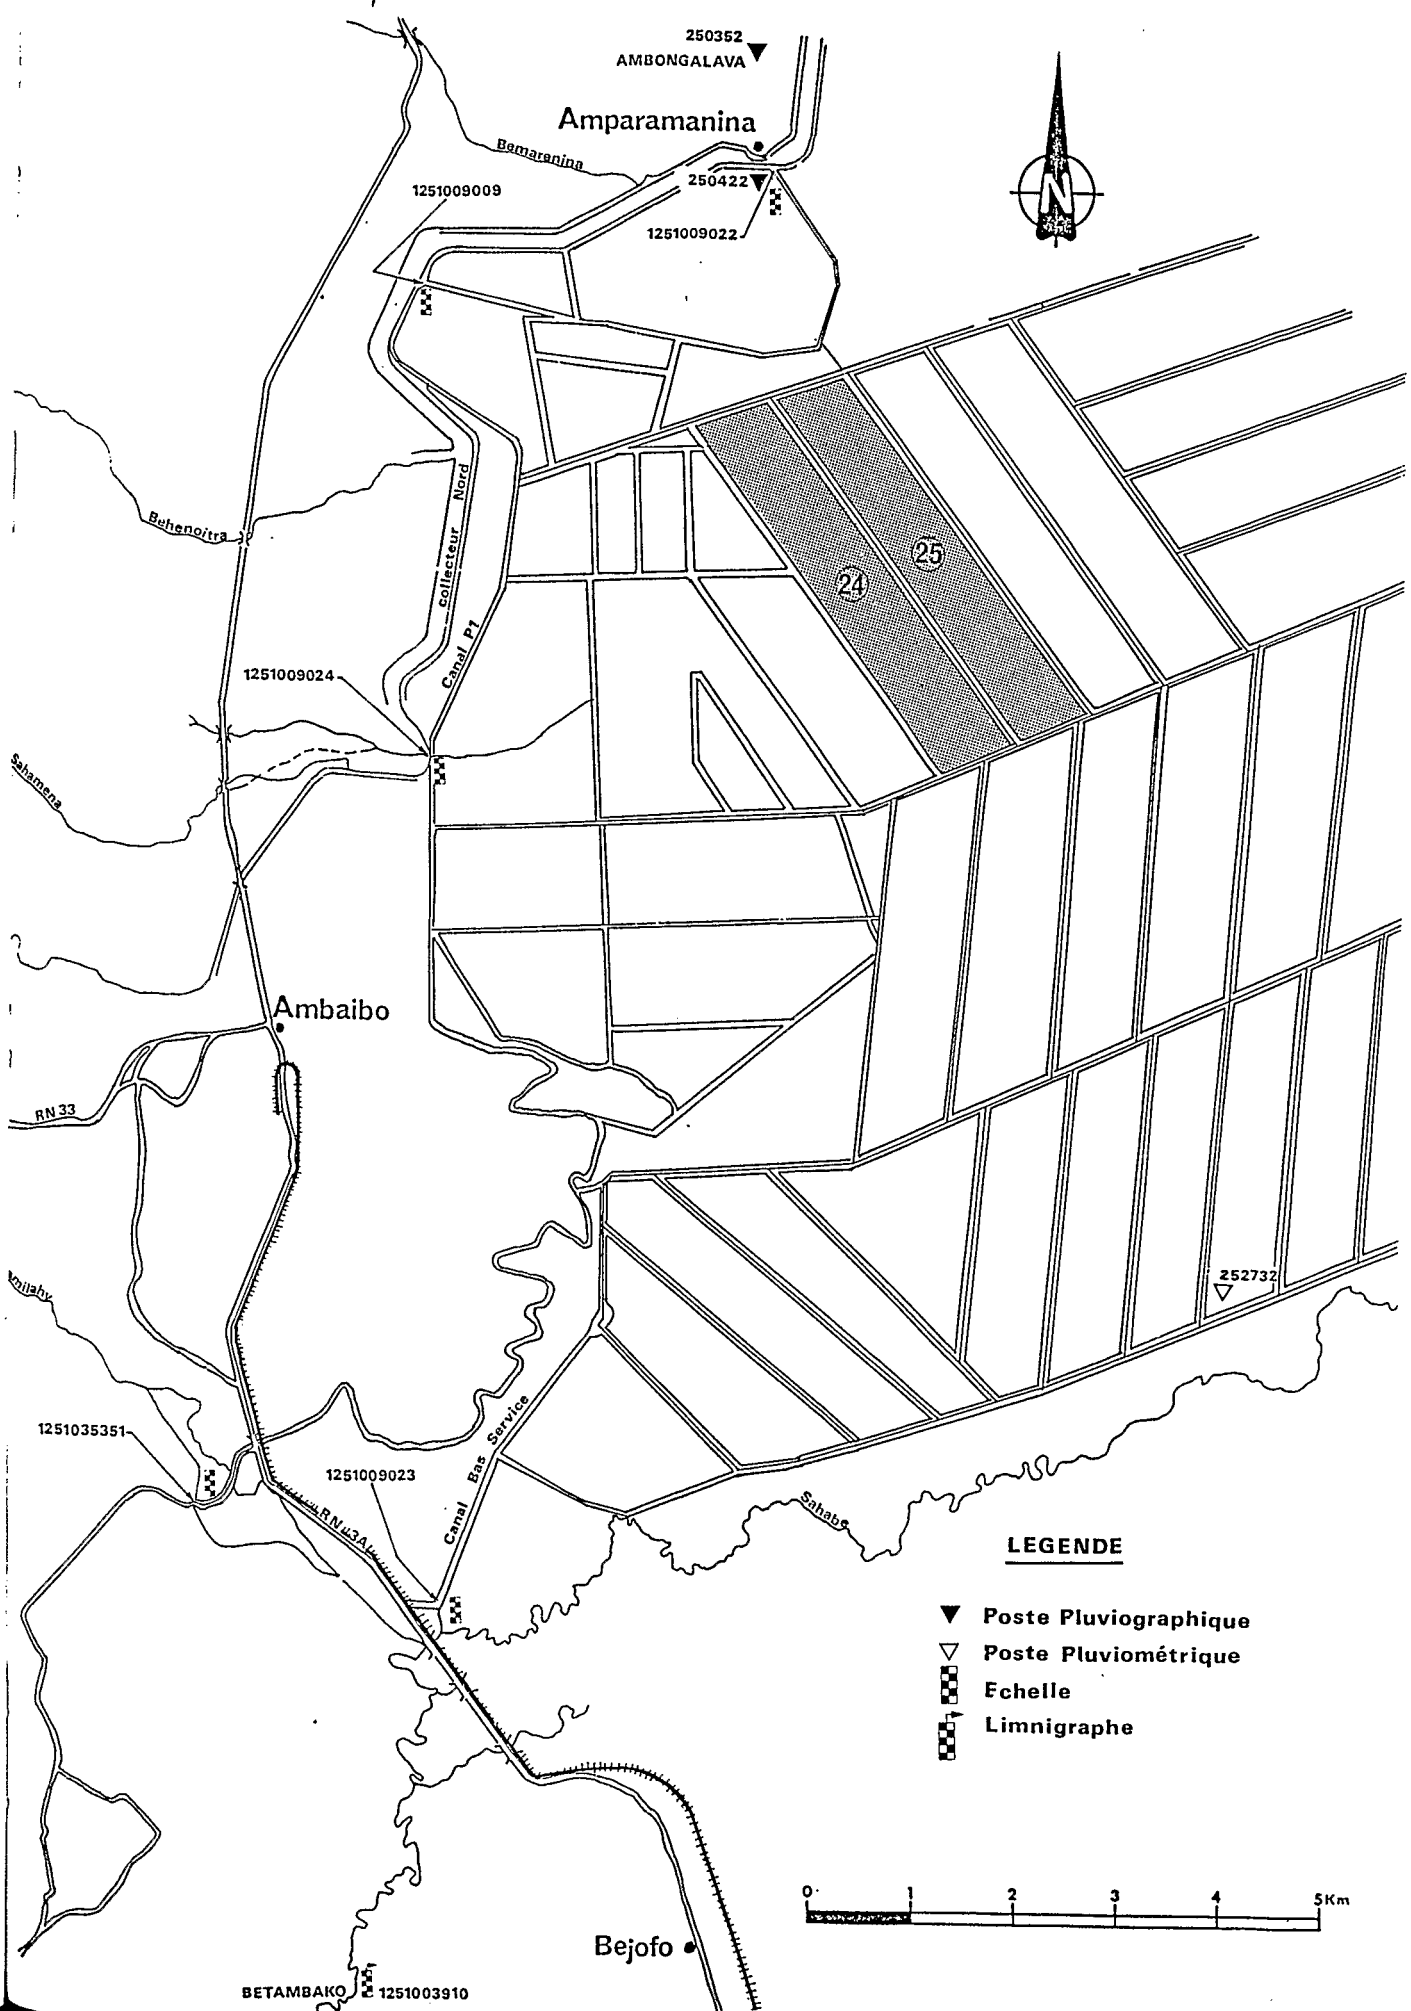 250352
AMBONGALAVA
Amparamanina
Bemarenina
250422
1251009009
1251009022
N
collecteur Nord
Behenoitra
25
24
Canal P1
1251009024
Sahamena
Ambaibo
RN 33
252732
1251035351
1251009023
Canal Bas Service
Sahabe
LEGENDE
Poste Pluviographique
Poste Pluviométrique
Echelle
Limnigraphe
0 1 2 3 4 5Km
Bejofo
BETAMBAKO 1251003910